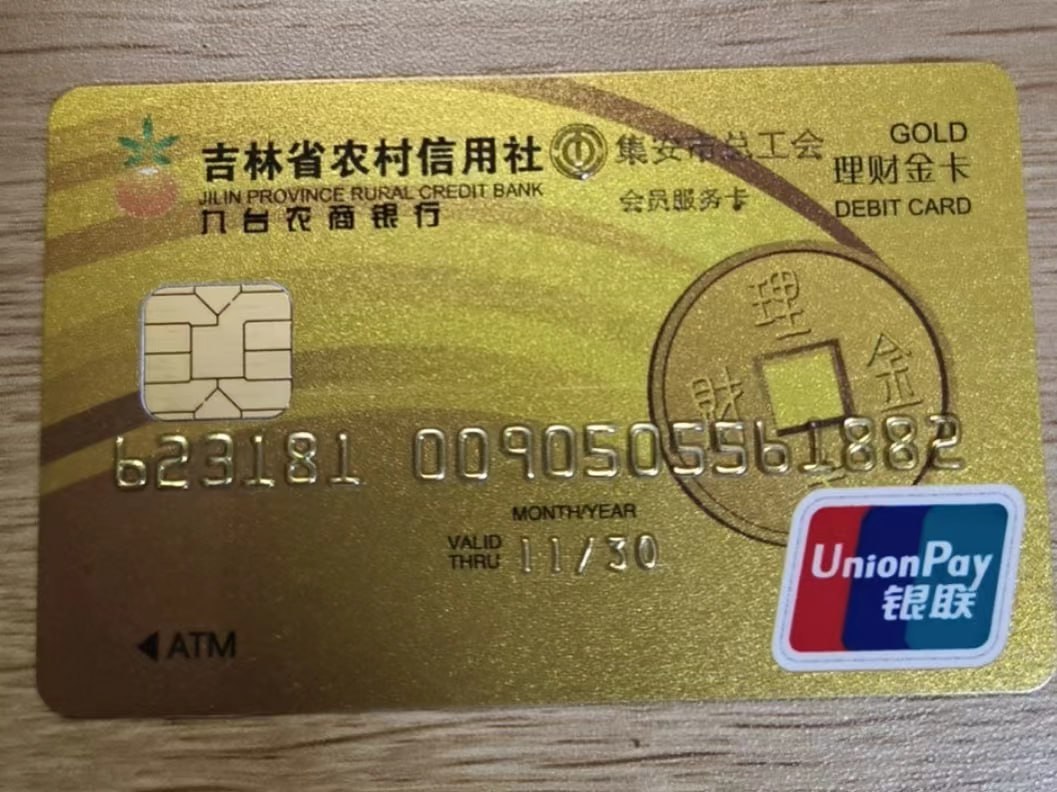 吉林省农村信用社
JILIN PROVINCE RURAL CREDIT BANK
九台农商银行
集安市总工会
会员服务卡
GOLD
理财金卡
DEBIT CARD
理
金
財
623181 0090505561882
MONTH/YEAR
VALID THRU 11/30
ATM
UnionPay
银联